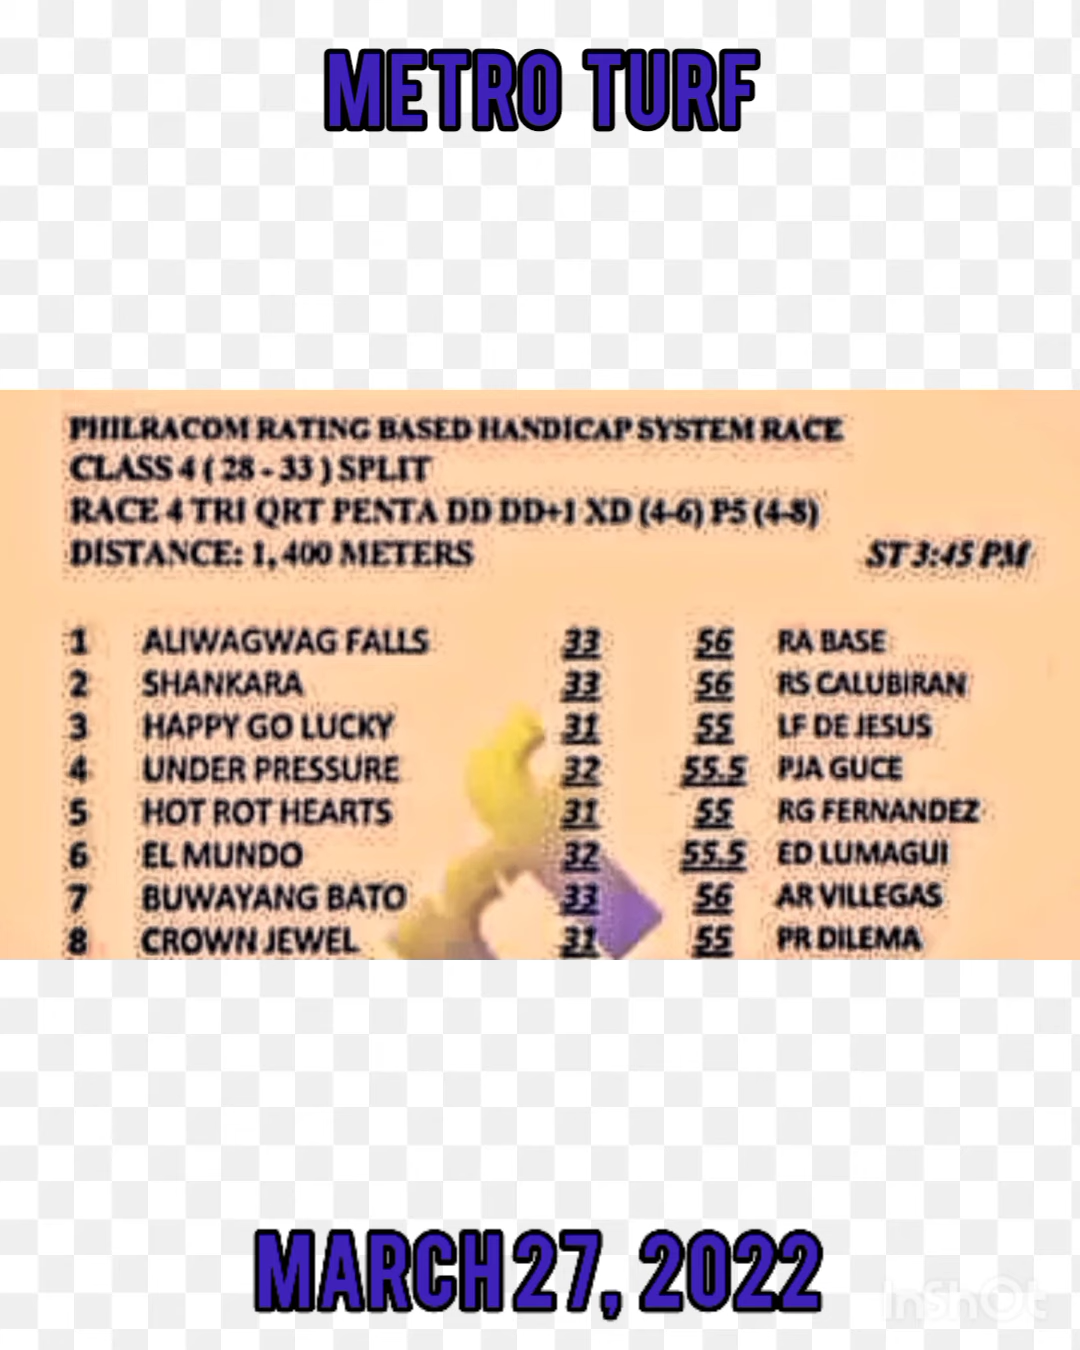 METRO TURF
PHILRACOM RATING BASED HANDICAP SYSTEM RACE
CLASS 4 ( 28 - 33 ) SPLIT
RACE 4 TRI QRT PENTA DD DD+1 XD (4-6) P5 (4-8)
DISTANCE: 1, 400 METERS ST 3:45 PM
1 ALIWAGWAG FALLS 33 56 RA BASE
2 SHANKARA 33 56 RS CALUBIRAN
3 HAPPY GO LUCKY 31 55 LF DE JESUS
4 UNDER PRESSURE 32 55.5 PJA GUCE
5 HOT ROT HEARTS 31 55 RG FERNANDEZ
6 EL MUNDO 32 55.5 ED LUMAGUI
7 BUWAYANG BATO 33 56 AR VILLEGAS
8 CROWN JEWEL 31 55 PR DILEMA
MARCH 27, 2022
InShOt